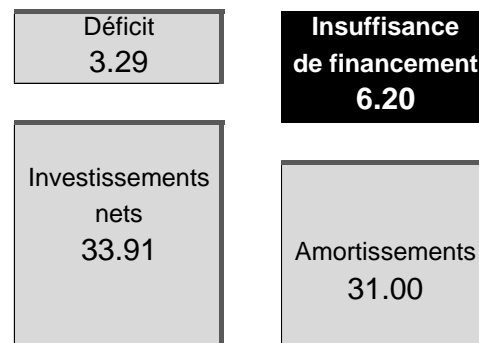 Déficit
3.29
Insuffisance
de financement
6.20
Investissements
nets
33.91
Amortissements
31.00